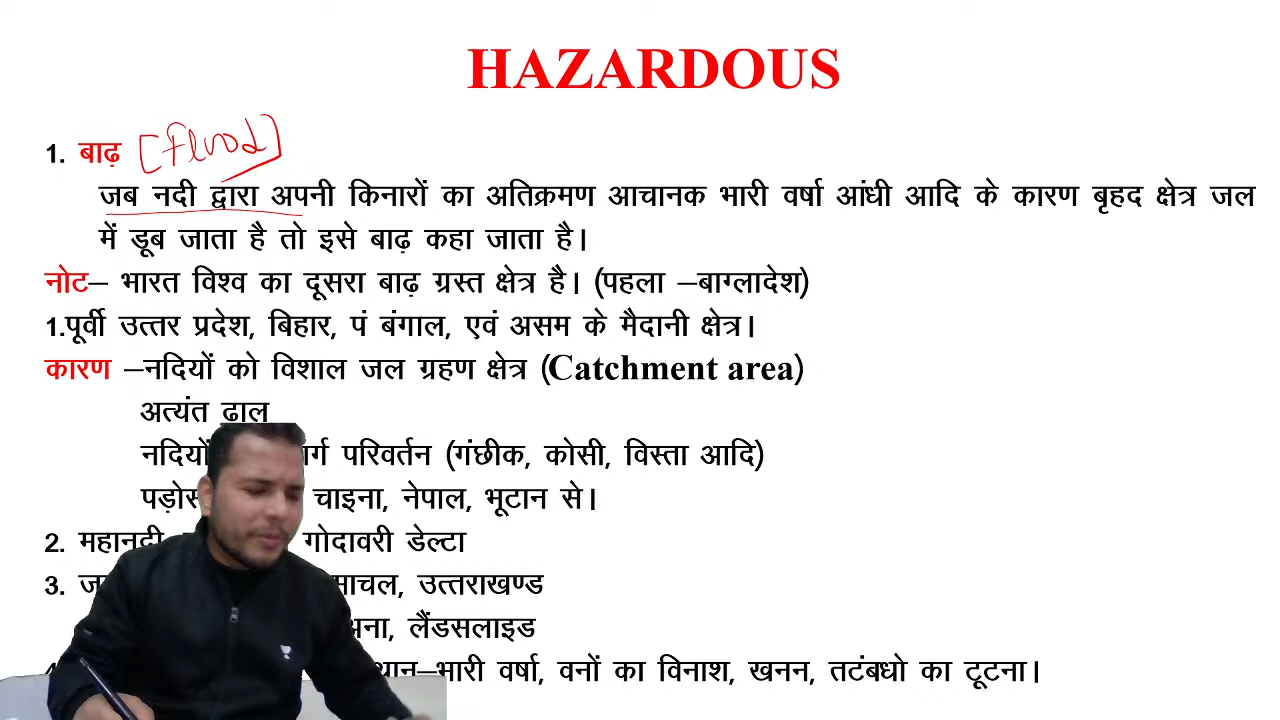 HAZARDOUS
1. बाढ़ [Flood]
जब नदी द्वारा अपनी किनारों का अतिक्रमण आचानक भारी वर्षा आंधी आदि के कारण बृहद क्षेत्र जल
में डूब जाता है तो इसे बाढ़ कहा जाता है।
नोट– भारत विश्व का दूसरा बाढ़ ग्रस्त क्षेत्र है। (पहला –बाग्लादेश)
1.पूर्वी उत्तर प्रदेश, बिहार, पं बंगाल, एवं असम के मैदानी क्षेत्र।
कारण –नदियों को विशाल जल ग्रहण क्षेत्र (Catchment area)
अत्यंत ढाल
नदियों परिवर्तन (गंछीक, कोसी, विस्ता आदि)
चाइना, नेपाल, भूटान से।
2. महानदी गोदावरी डेल्टा
3. उत्तराखण्ड
लैंडसलाइड
भारी वर्षा, वनों का विनाश, खनन, तटंबधो का टूटना।